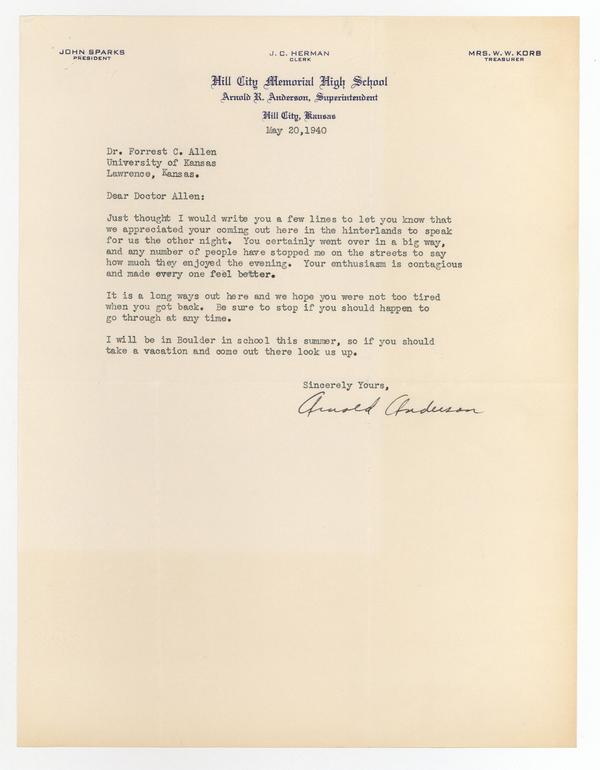 JOHN SPARKS
PRESIDENT
J. C. HERMAN
CLERK
MRS. W. W. KORB
TREASURER
Hill City Memorial High School
Arnold R. Anderson, Superintendent
Hill City, Kansas
May 20,1940
Dr. Forrest C. Allen
University of Kansas
Lawrence, Kansas.
Dear Doctor Allen:
Just thought I would write you a few lines to let you know that
we appreciated your coming out here in the hinterlands to speak
for us the other night. You certainly went over in a big way,
and any number of people have stopped me on the streets to say
how much they enjoyed the evening. Your enthusiasm is contagious
and made every one feel better.
It is a long ways out here and we hope you were not too tired
when you got back. Be sure to stop if you should happen to
go through at any time.
I will be in Boulder in school this summer, so if you should
take a vacation and come out there look us up.
Sincerely Yours,
Arnold Anderson